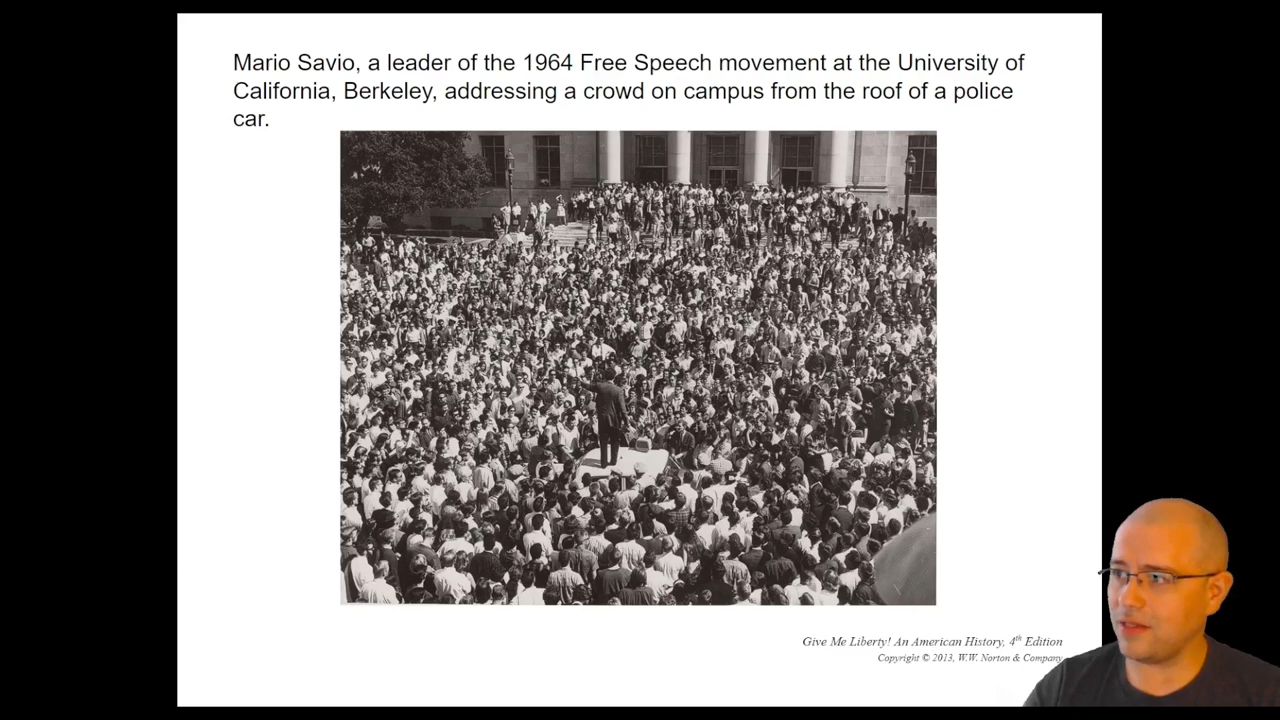 Mario Savio, a leader of the 1964 Free Speech movement at the University of
California, Berkeley, addressing a crowd on campus from the roof of a police
car.
Give Me Liberty! An American History, 4th Edition
Copyright © 2013, W.W. Norton & Company